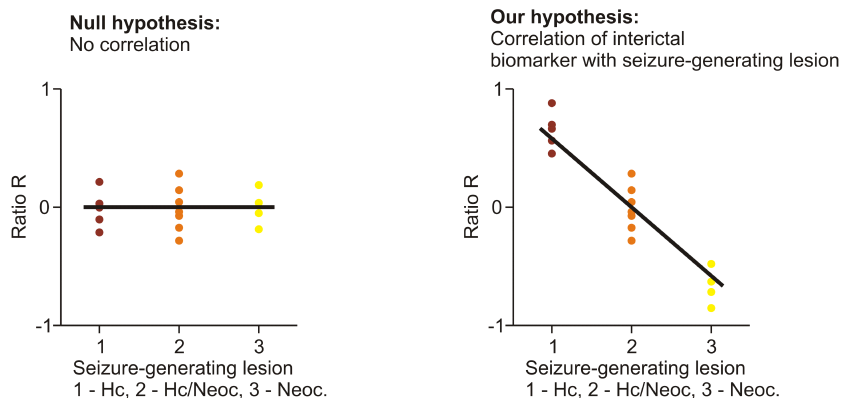 Null hypothesis:
No correlation
1
0
-1
Ratio R
1 2 3
Seizure-generating lesion
1 - Hc, 2 - Hc/Neoc, 3 - Neoc.
Our hypothesis:
Correlation of interictal
biomarker with seizure-generating lesion
1
0
-1
Ratio R
1 2 3
Seizure-generating lesion
1 - Hc, 2 - Hc/Neoc, 3 - Neoc.